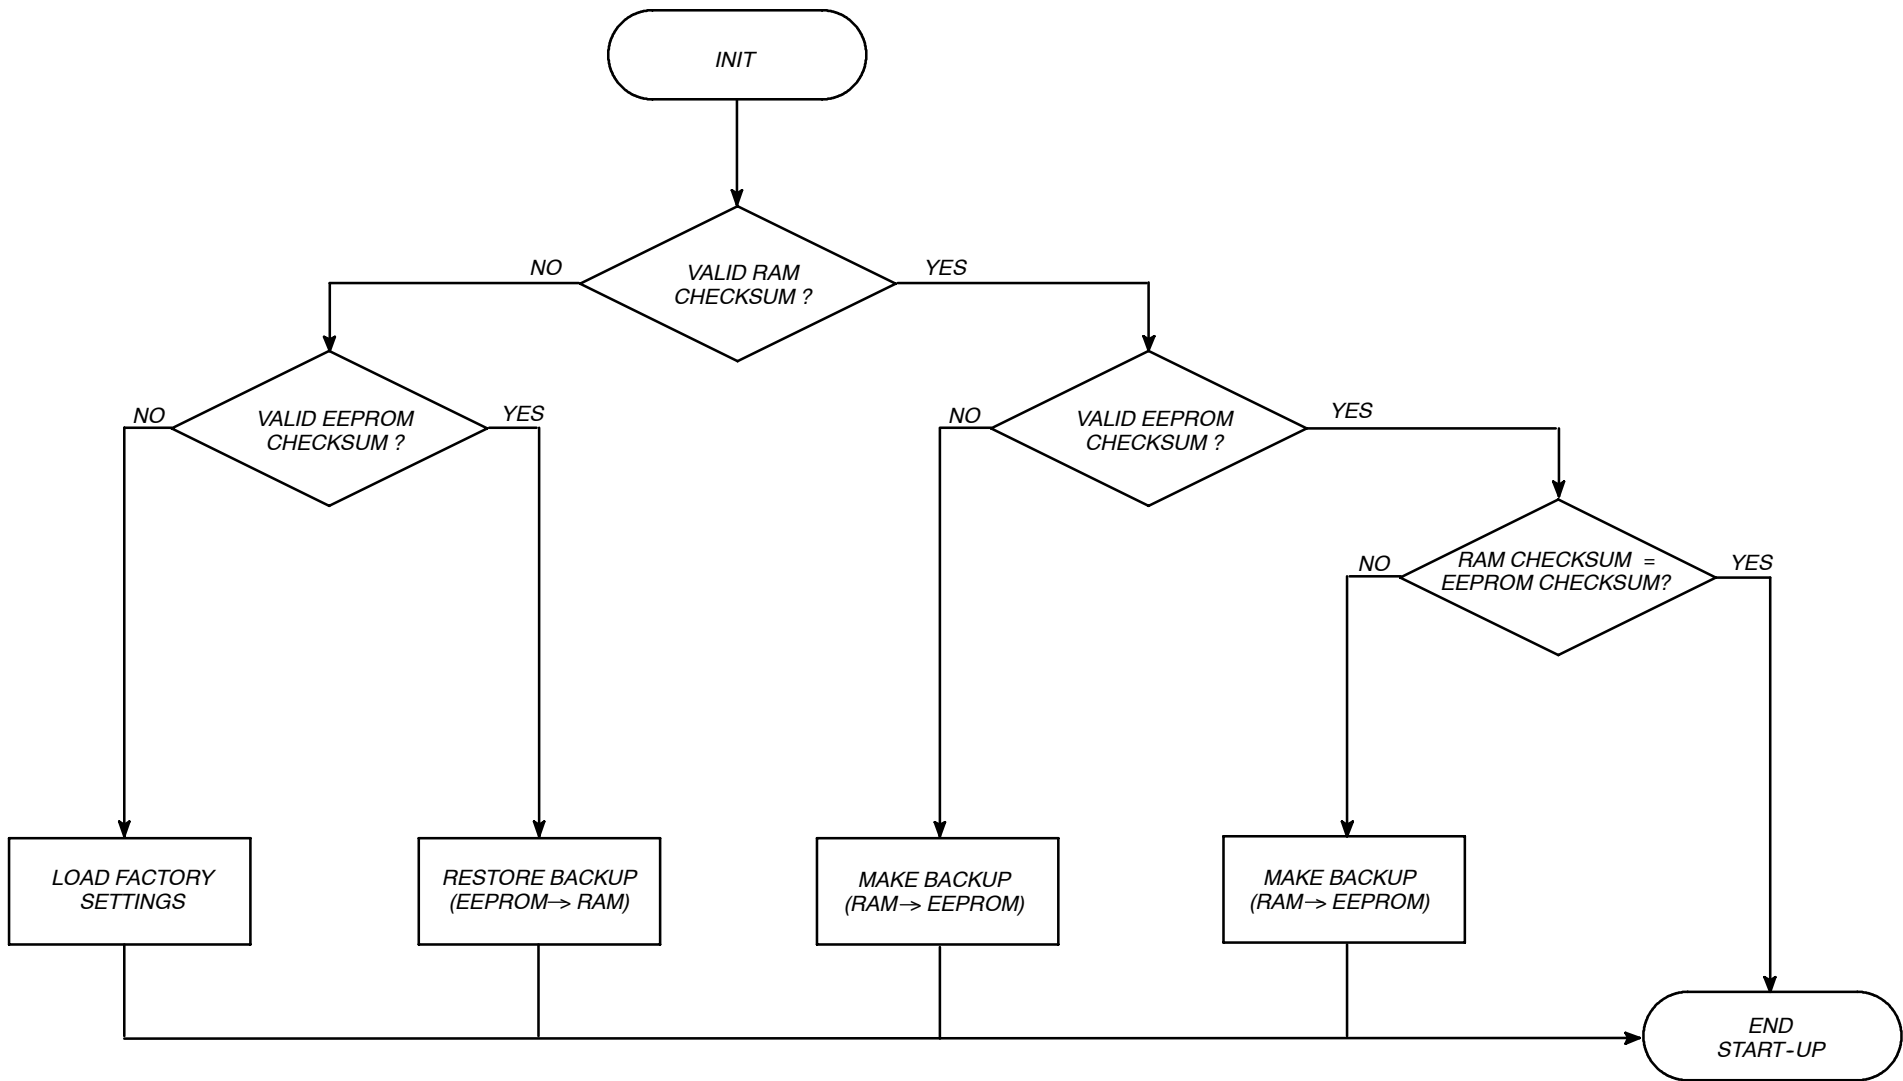 INIT
NO
YES
VALID RAM
CHECKSUM ?
NO
VALID EEPROM
CHECKSUM ?
YES
NO
VALID EEPROM
CHECKSUM ?
YES
NO
RAM CHECKSUM =
EEPROM CHECKSUM?
YES
LOAD FACTORY
SETTINGS
RESTORE BACKUP
(EEPROM→ RAM)
MAKE BACKUP
(RAM→ EEPROM)
MAKE BACKUP
(RAM→ EEPROM)
END
START-UP